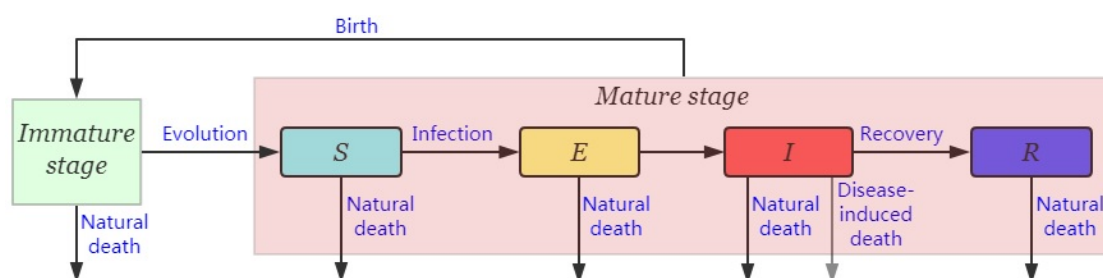 Birth
Mature stage
Immature
stage
Evolution
S
Infection
E
I
Recovery
R
Natural
death
Natural
death
Natural
death
Natural
death
Disease-
induced
death
Natural
death